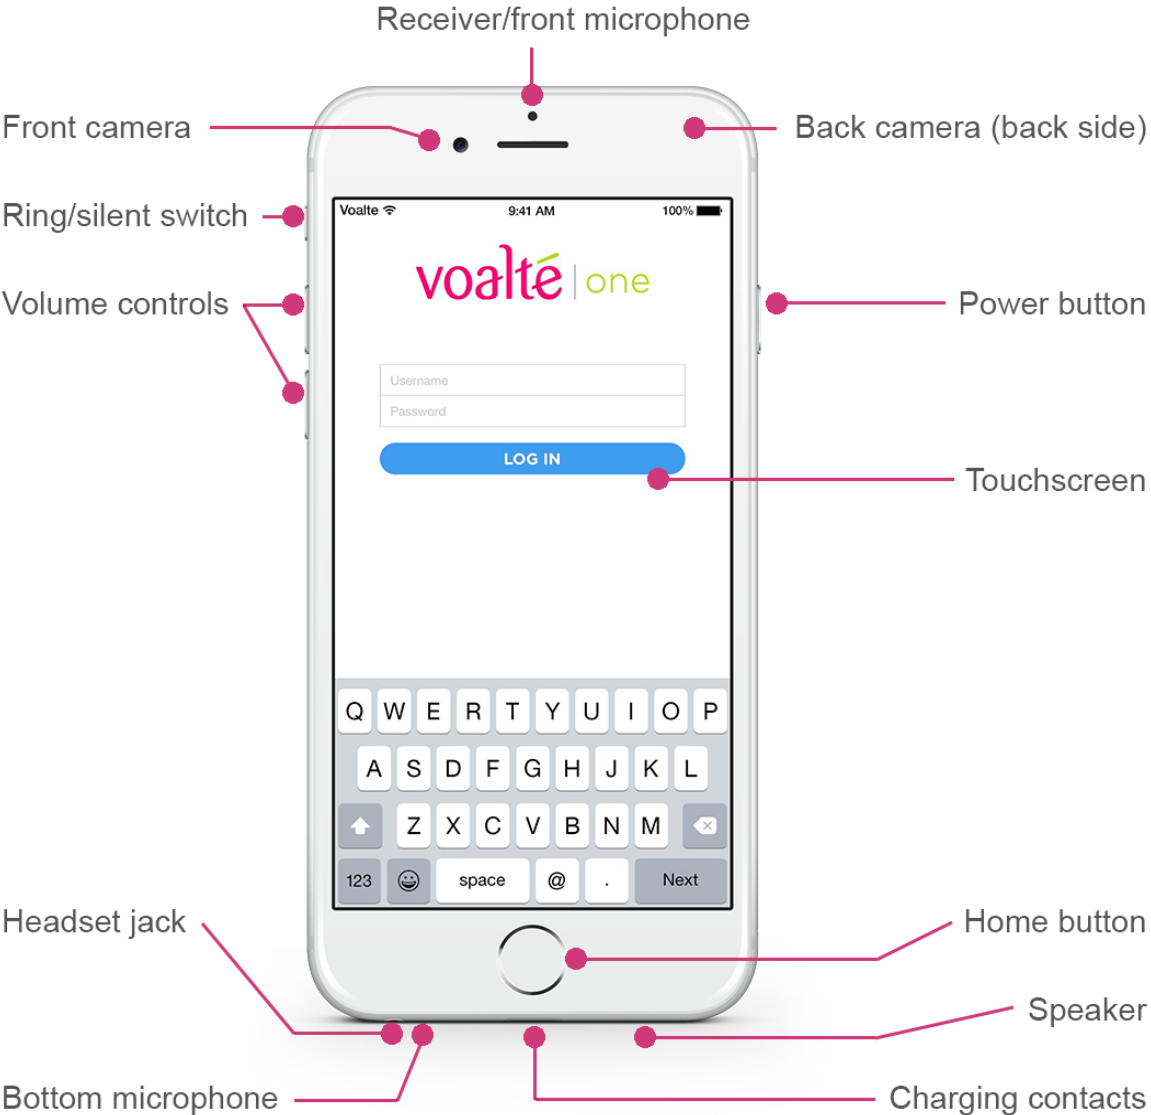 Receiver/front microphone
Front camera
Back camera (back side)
Ring/silent switch
Voalte 9:41 AM 100%
voalté | one
Volume controls
Power button
Username
Password
LOG IN
Touchscreen
Q W E R T Y U I O P
A S D F G H J K L
Z X C V B N M
123 space @ . Next
Headset jack
Home button
Speaker
Bottom microphone
Charging contacts